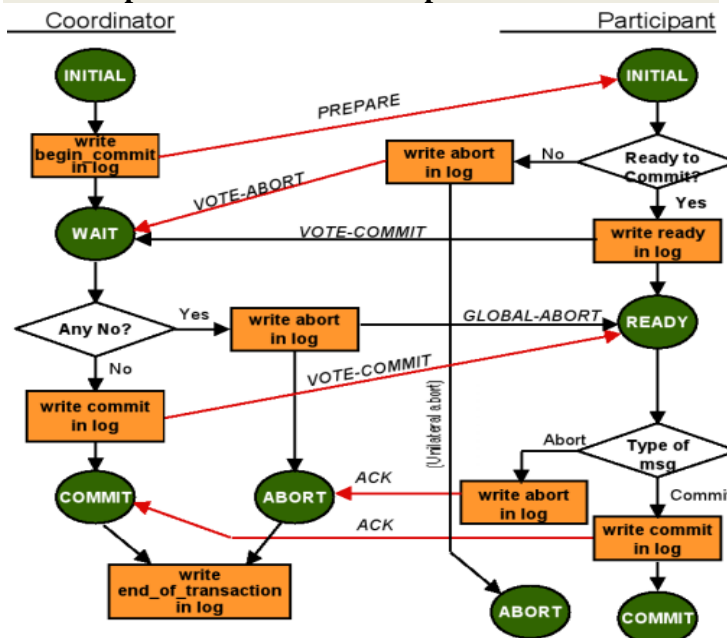 Coordinator
Participant
INITIAL
INITIAL
PREPARE
write
begin_commit
in log
write abort
in log
No
Ready to
Commit?
VOTE-ABORT
Yes
WAIT
VOTE-COMMIT
write ready
in log
Any No?
Yes
write abort
in log
GLOBAL-ABORT
READY
No
VOTE-COMMIT
write commit
in log
(Unilateral abort)
Abort
Type of
msg
COMMIT
ABORT
ACK
write abort
in log
Commit
ACK
write commit
in log
write
end_of_transaction
in log
ABORT
COMMIT